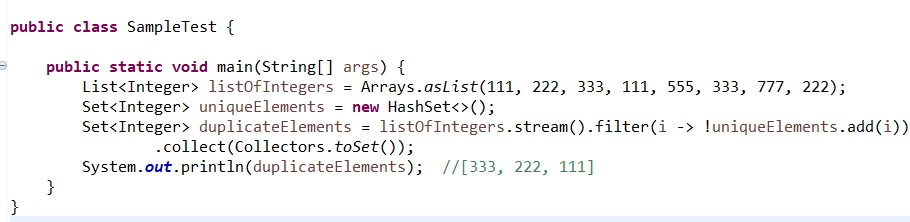 public class SampleTest {
public static void main(String[] args) {
List<Integer> listOfIntegers = Arrays.asList(111, 222, 333, 111, 555, 333, 777, 222);
Set<Integer> uniqueElements = new HashSet<>();
Set<Integer> duplicateElements = listOfIntegers.stream().filter(i -> !uniqueElements.add(i))
.collect(Collectors.toSet());
System.out.println(duplicateElements);  //[333, 222, 111]
}
}